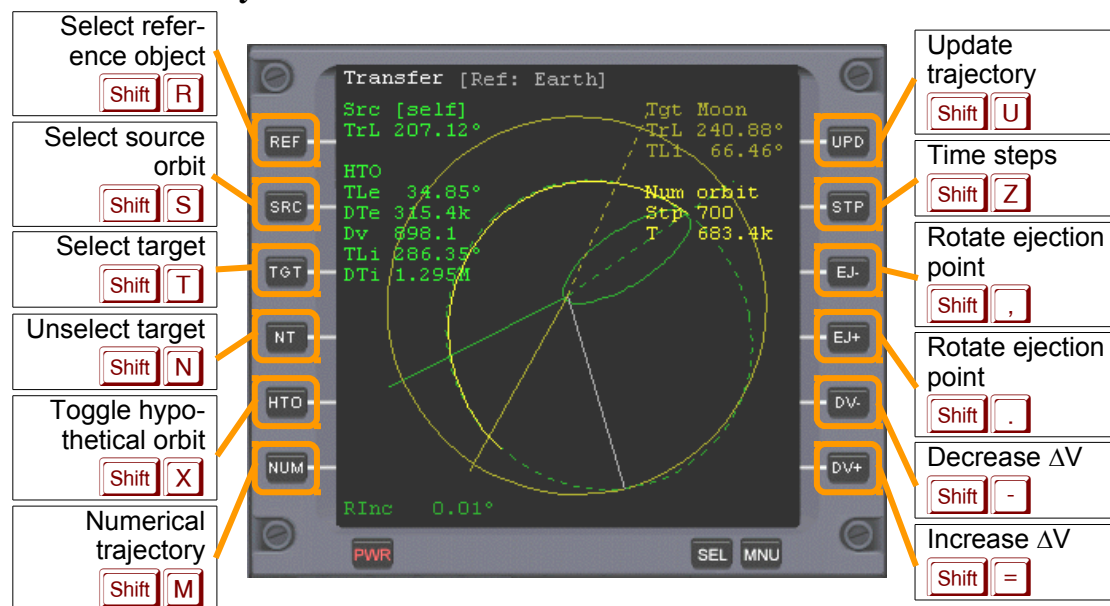 Select refer-
ence object
Shift R
Select source
orbit
Shift S
Select target
Shift T
Unselect target
Shift N
Toggle hypo-
thetical orbit
Shift X
Numerical
trajectory
Shift M
REF
SRC
TGT
NT
HTO
NUM
Transfer [Ref: Earth]
Src [self]
TrL 207.12°
HTO
TLe 34.85°
DTe 315.4k
Dv 898.1
TLi 286.35°
DTi 1.295M
Tgt Moon
TrL 240.88°
TLi 66.46°
Num orbit
Stp 700
T 683.4k
RInc 0.01°
PWR
SEL MNU
UPD
STP
EJ-
EJ+
DV-
DV+
Update
trajectory
Shift U
Time steps
Shift Z
Rotate ejection
point
Shift ,
Rotate ejection
point
Shift .
Decrease ΔV
Shift -
Increase ΔV
Shift =